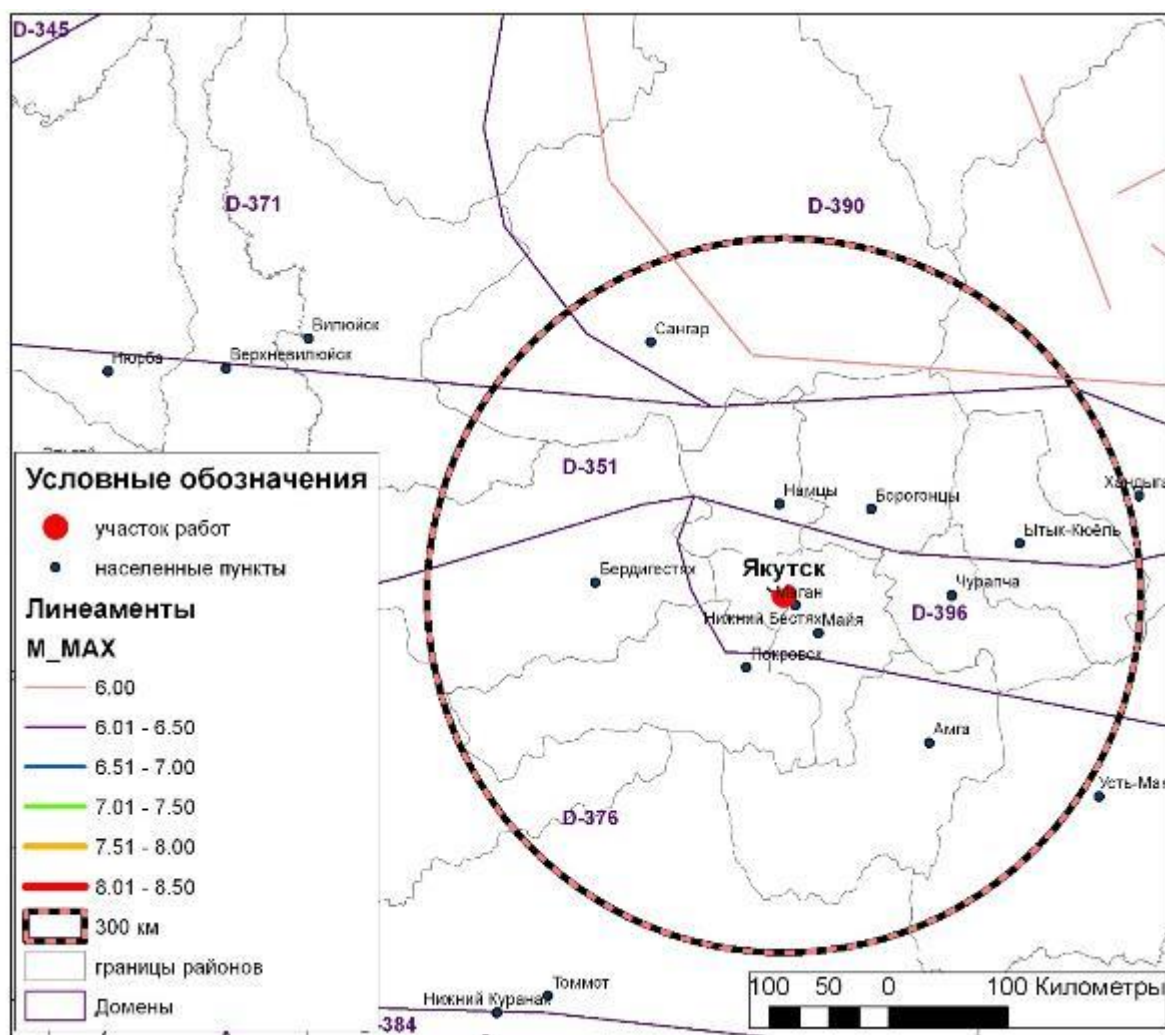 D-345
D-371
D-390
Вилюйск
Сангар
Нюрба
Верхневилюйск
D-351
Хандыга
Намцы
Борогонцы
Ытык-Кюёль
Бердигестях
Якутск
Маган
Чурапча
Нижний Бестях
Майя
D-396
Покровск
Амга
Усть-Мая
D-376
Томмот
Нижний Куранах
-384
Условные обозначения
участок работ
населенные пункты
Линеаменты
M_MAX
6.00
6.01 - 6.50
6.51 - 7.00
7.01 - 7.50
7.51 - 8.00
8.01 - 8.50
300 км
границы районов
Домены
100 50 0 100 Километры